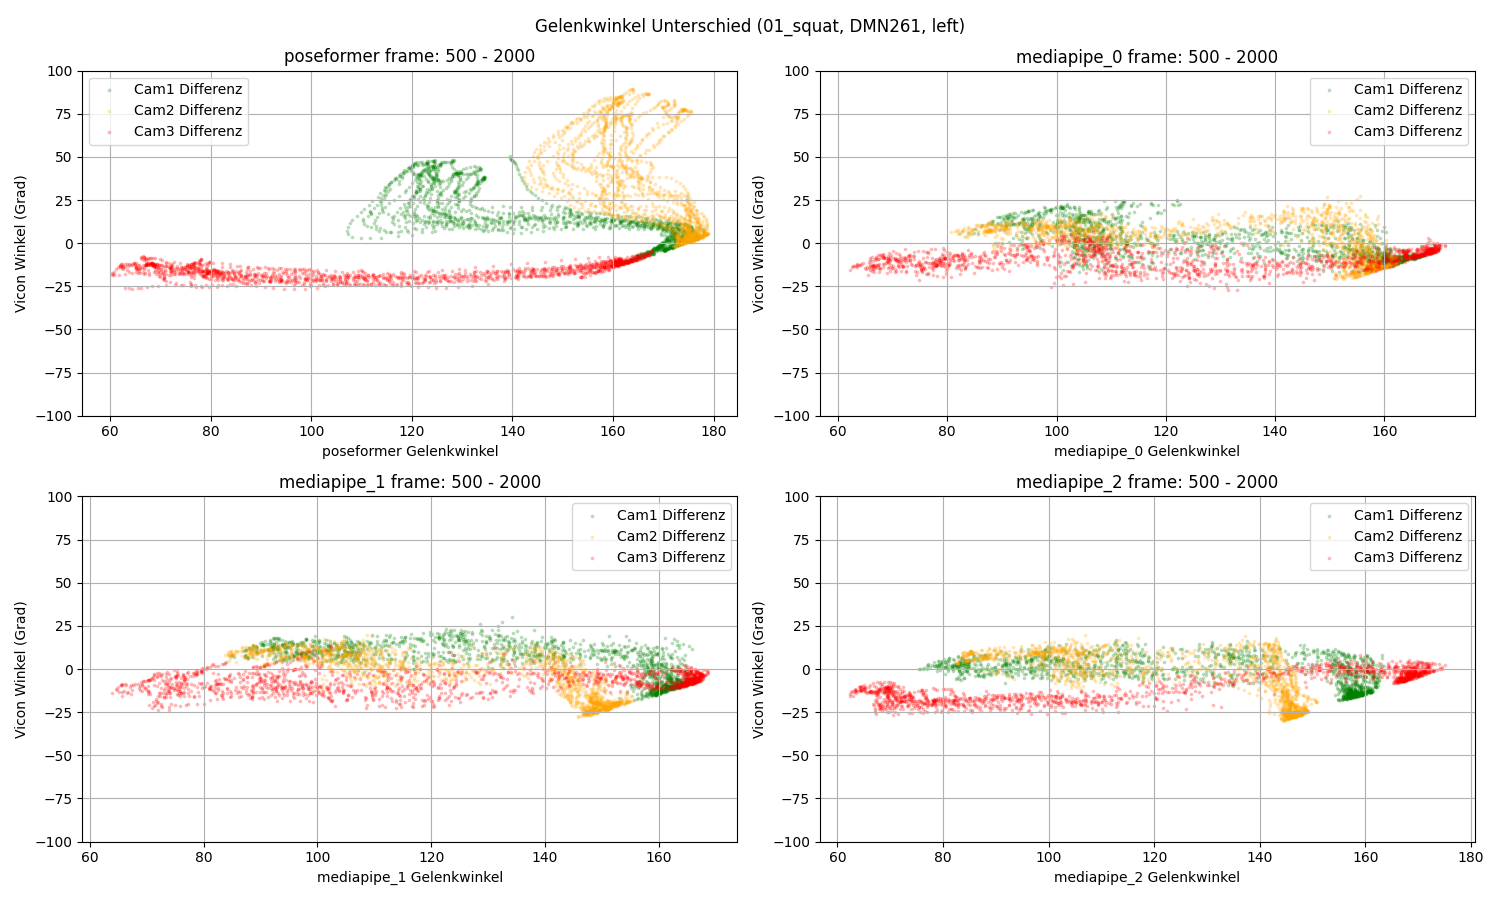 Gelenkwinkel Unterschied (01_squat, DMN261, left)
poseformer frame: 500 - 2000
100
75
50
25
0
−25
−50
−75
−100
Vicon Winkel (Grad)
Cam1 Differenz
Cam2 Differenz
Cam3 Differenz
60 80 100 120 140 160 180
poseformer Gelenkwinkel
mediapipe_0 frame: 500 - 2000
100
75
50
25
0
−25
−50
−75
−100
Vicon Winkel (Grad)
Cam1 Differenz
Cam2 Differenz
Cam3 Differenz
60 80 100 120 140 160
mediapipe_0 Gelenkwinkel
mediapipe_1 frame: 500 - 2000
100
75
50
25
0
−25
−50
−75
−100
Vicon Winkel (Grad)
Cam1 Differenz
Cam2 Differenz
Cam3 Differenz
60 80 100 120 140 160
mediapipe_1 Gelenkwinkel
mediapipe_2 frame: 500 - 2000
100
75
50
25
0
−25
−50
−75
−100
Vicon Winkel (Grad)
Cam1 Differenz
Cam2 Differenz
Cam3 Differenz
60 80 100 120 140 160 180
mediapipe_2 Gelenkwinkel